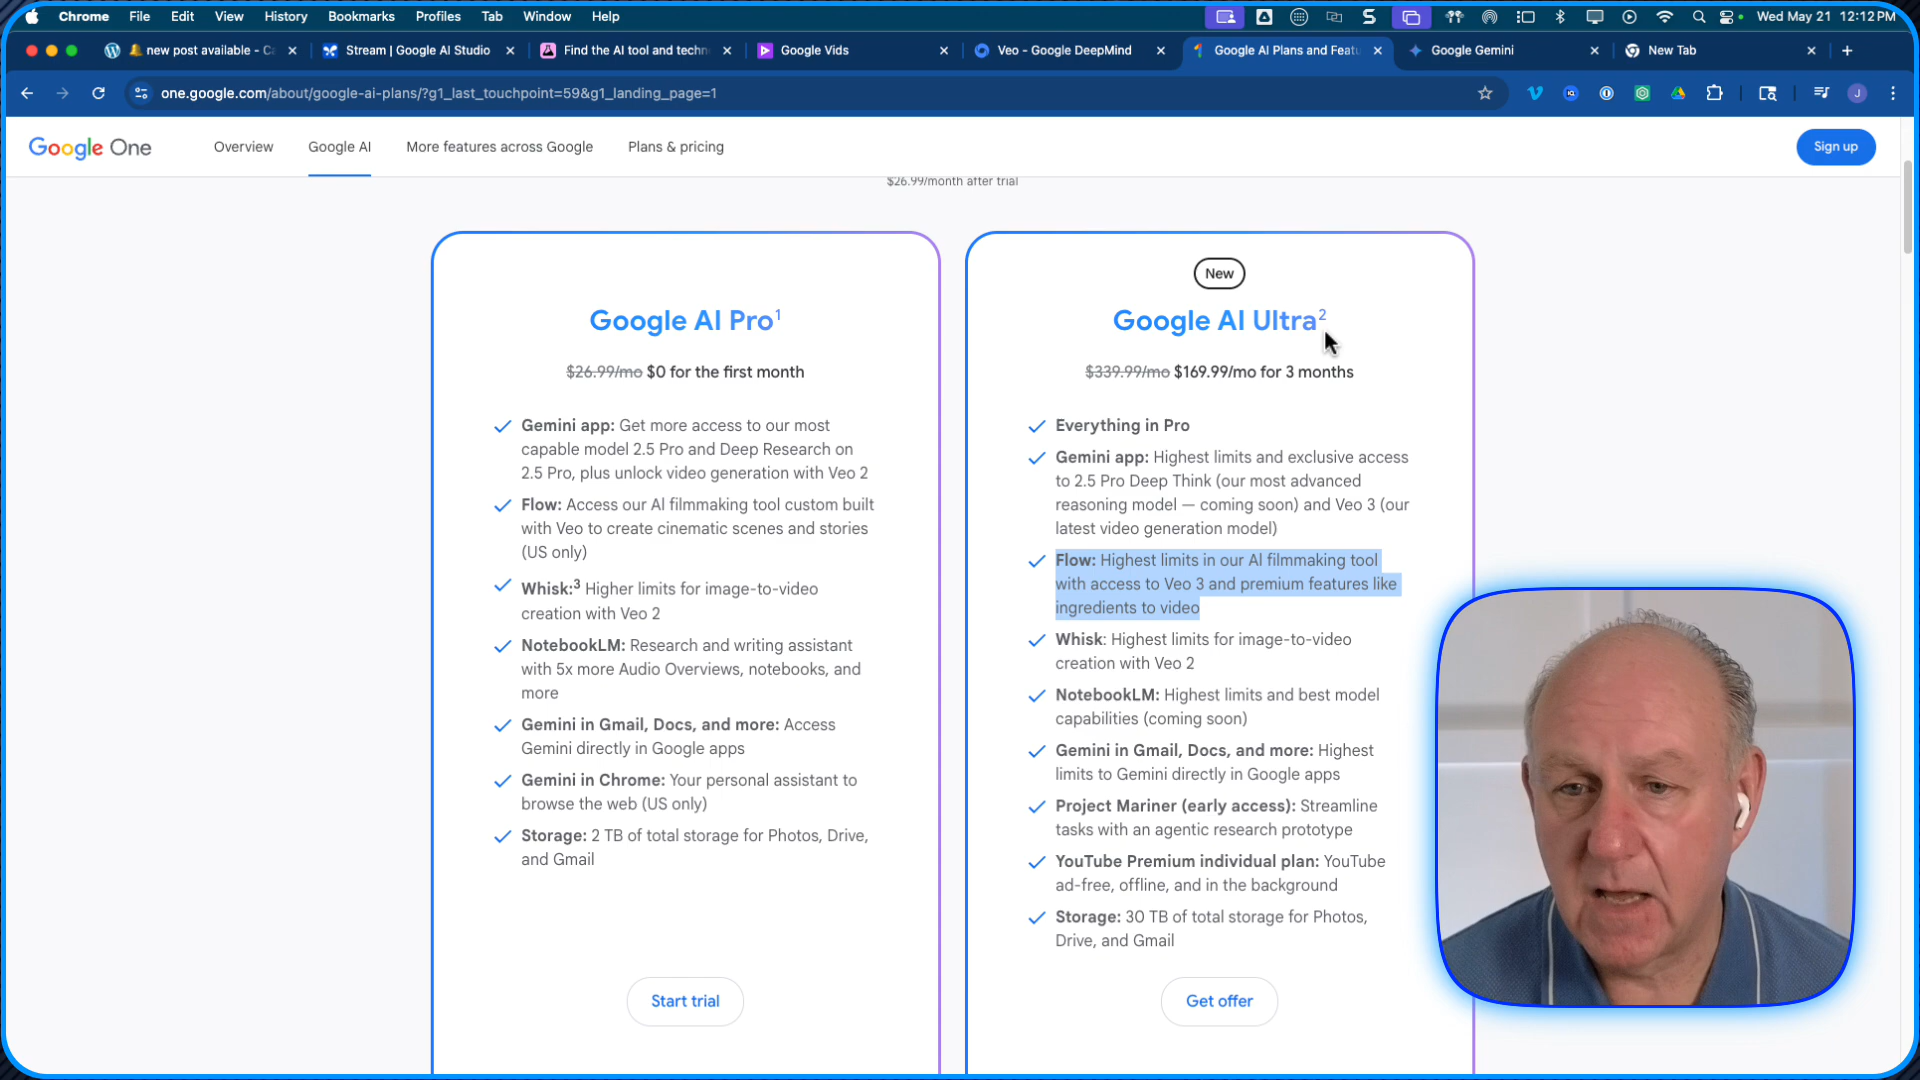 Chrome File Edit View History Bookmarks Profiles Tab Window Help Wed May 21 12:12 PM
new post available - Ca Stream | Google AI Studio Find the AI tool and techn Google Vids Veo - Google DeepMind Google AI Plans and Featu Google Gemini New Tab
one.google.com/about/google-ai-plans/?g1_last_touchpoint=59&g1_landing_page=1
Google One Overview Google AI More features across Google Plans & pricing Sign up
$26.99/month after trial
Google AI Pro¹
$26.99/mo $0 for the first month
Gemini app: Get more access to our most
capable model 2.5 Pro and Deep Research on
2.5 Pro, plus unlock video generation with Veo 2
Flow: Access our AI filmmaking tool custom built
with Veo to create cinematic scenes and stories
(US only)
Whisk:³ Higher limits for image-to-video
creation with Veo 2
NotebookLM: Research and writing assistant
with 5x more Audio Overviews, notebooks, and
more
Gemini in Gmail, Docs, and more: Access
Gemini directly in Google apps
Gemini in Chrome: Your personal assistant to
browse the web (US only)
Storage: 2 TB of total storage for Photos, Drive,
and Gmail
Start trial
New
Google AI Ultra²
$339.99/mo $169.99/mo for 3 months
Everything in Pro
Gemini app: Highest limits and exclusive access
to 2.5 Pro Deep Think (our most advanced
reasoning model — coming soon) and Veo 3 (our
latest video generation model)
Flow: Highest limits in our AI filmmaking tool
with access to Veo 3 and premium features like
ingredients to video
Whisk: Highest limits for image-to-video
creation with Veo 2
NotebookLM: Highest limits and best model
capabilities (coming soon)
Gemini in Gmail, Docs, and more: Highest
limits to Gemini directly in Google apps
Project Mariner (early access): Streamline
tasks with an agentic research prototype
YouTube Premium individual plan: YouTube
ad-free, offline, and in the background
Storage: 30 TB of total storage for Photos,
Drive, and Gmail
Get offer